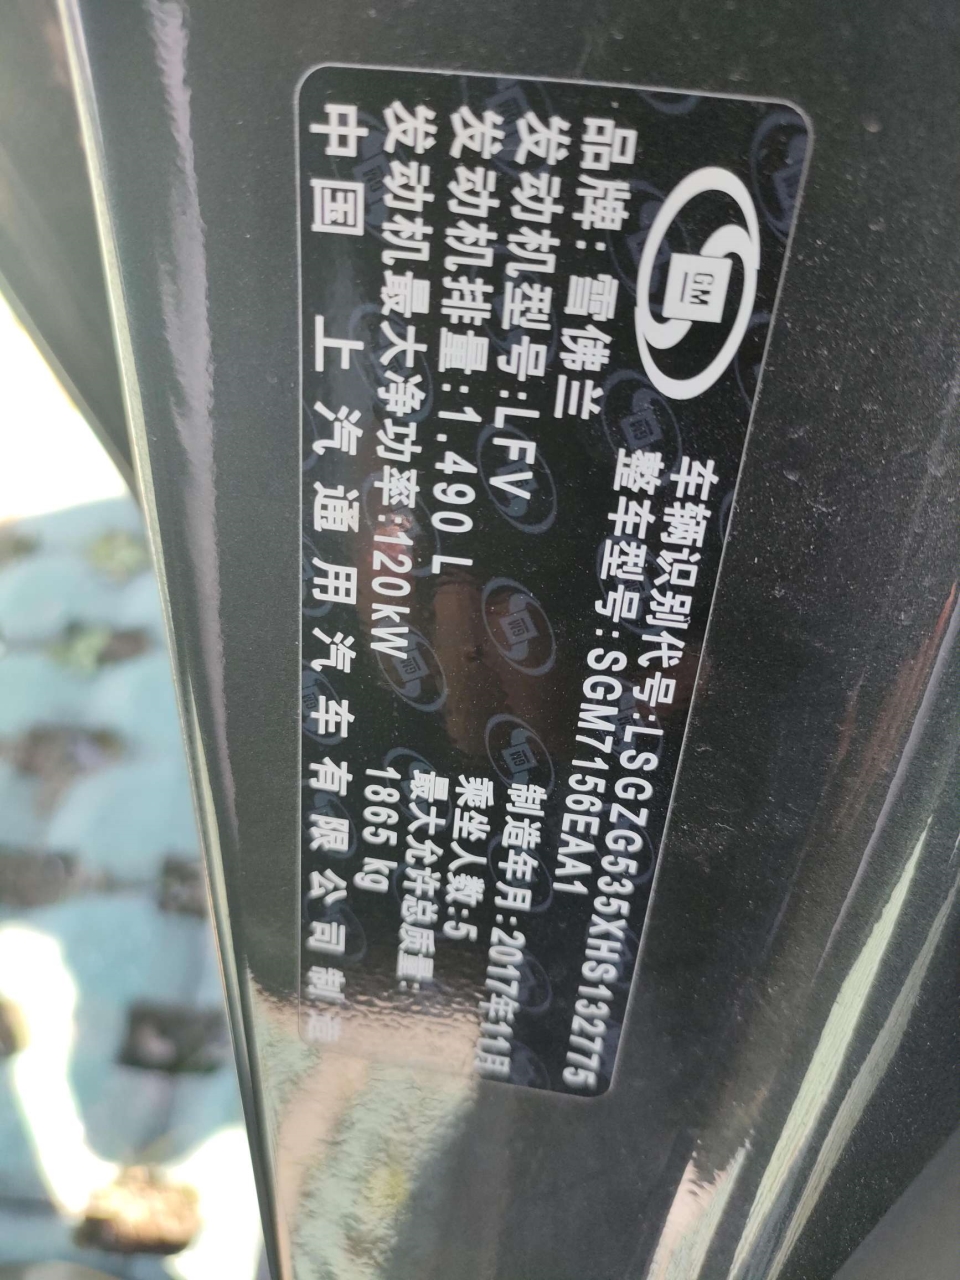 GM
车辆识别代号:LSGZG535XHS132775
整车型号:SGM7156EAA1
品牌:雪佛兰
发动机型号:LFV
制造年月:2017年11月
发动机排量:1.490 L
乘坐人数:5
发动机最大净功率:120kW
最大允许总质量:
1865 kg
中国 上汽通用汽车有限公司制造